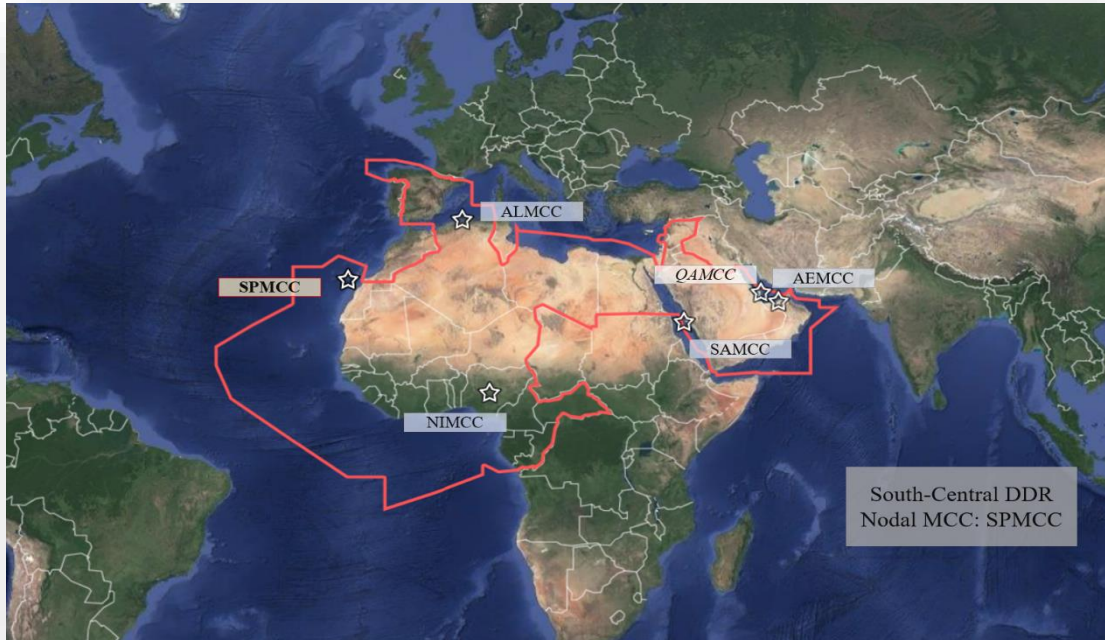 ALMCC
QAMCC
AEMCC
SPMCC
SAMCC
NIMCC
South-Central DDR
Nodal MCC: SPMCC